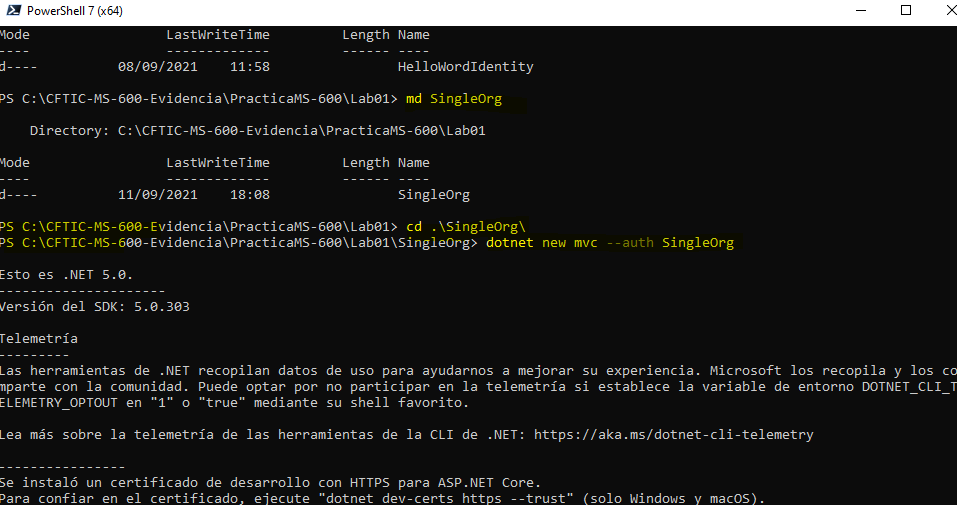 PowerShell 7 (x64)
Mode                 LastWriteTime         Length Name
----                 -------------         ------ ----
d----          08/09/2021    11:58                HelloWordIdentity
PS C:\CFTIC-MS-600-Evidencia\PracticaMS-600\Lab01> md SingleOrg
    Directory: C:\CFTIC-MS-600-Evidencia\PracticaMS-600\Lab01
Mode                 LastWriteTime         Length Name
----                 -------------         ------ ----
d----          11/09/2021    18:08                SingleOrg
PS C:\CFTIC-MS-600-Evidencia\PracticaMS-600\Lab01> cd .\SingleOrg\
PS C:\CFTIC-MS-600-Evidencia\PracticaMS-600\Lab01\SingleOrg> dotnet new mvc --auth SingleOrg
Esto es .NET 5.0.
---------------------
Versión del SDK: 5.0.303
Telemetría
---------
Las herramientas de .NET recopilan datos de uso para ayudarnos a mejorar su experiencia. Microsoft los recopila y los co
mparte con la comunidad. Puede optar por no participar en la telemetría si establece la variable de entorno DOTNET_CLI_T
ELEMETRY_OPTOUT en "1" o "true" mediante su shell favorito.
Lea más sobre la telemetría de las herramientas de la CLI de .NET: https://aka.ms/dotnet-cli-telemetry
----------------
Se instaló un certificado de desarrollo con HTTPS para ASP.NET Core.
Para confiar en el certificado, ejecute "dotnet dev-certs https --trust" (solo Windows y macOS).